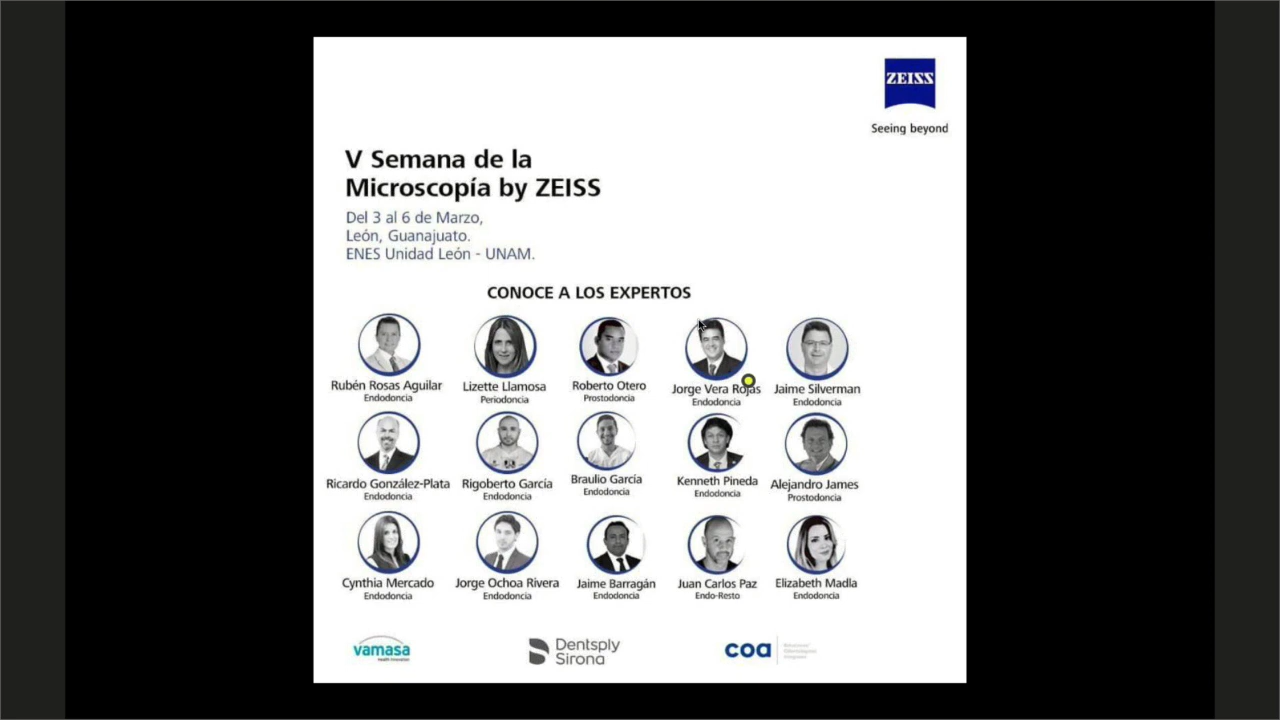 ZEISS
Seeing beyond
V Semana de la
Microscopía by ZEISS
Del 3 al 6 de Marzo,
León, Guanajuato.
ENES Unidad León - UNAM.
CONOCE A LOS EXPERTOS
Rubén Rosas Aguilar
Endodoncia
Lizette Llamosa
Periodoncia
Roberto Otero
Prostodoncia
Jorge Vera Rojas
Endodoncia
Jaime Silverman
Endodoncia
Ricardo González-Plata
Endodoncia
Rigoberto García
Endodoncia
Braulio García
Endodoncia
Kenneth Pineda
Endodoncia
Alejandro James
Prostodoncia
Cynthia Mercado
Endodoncia
Jorge Ochoa Rivera
Endodoncia
Jaime Barragán
Endodoncia
Juan Carlos Paz
Endo-Resto
Elizabeth Madla
Endodoncia
vamasa
health innovation
Dentsply
Sirona
coa